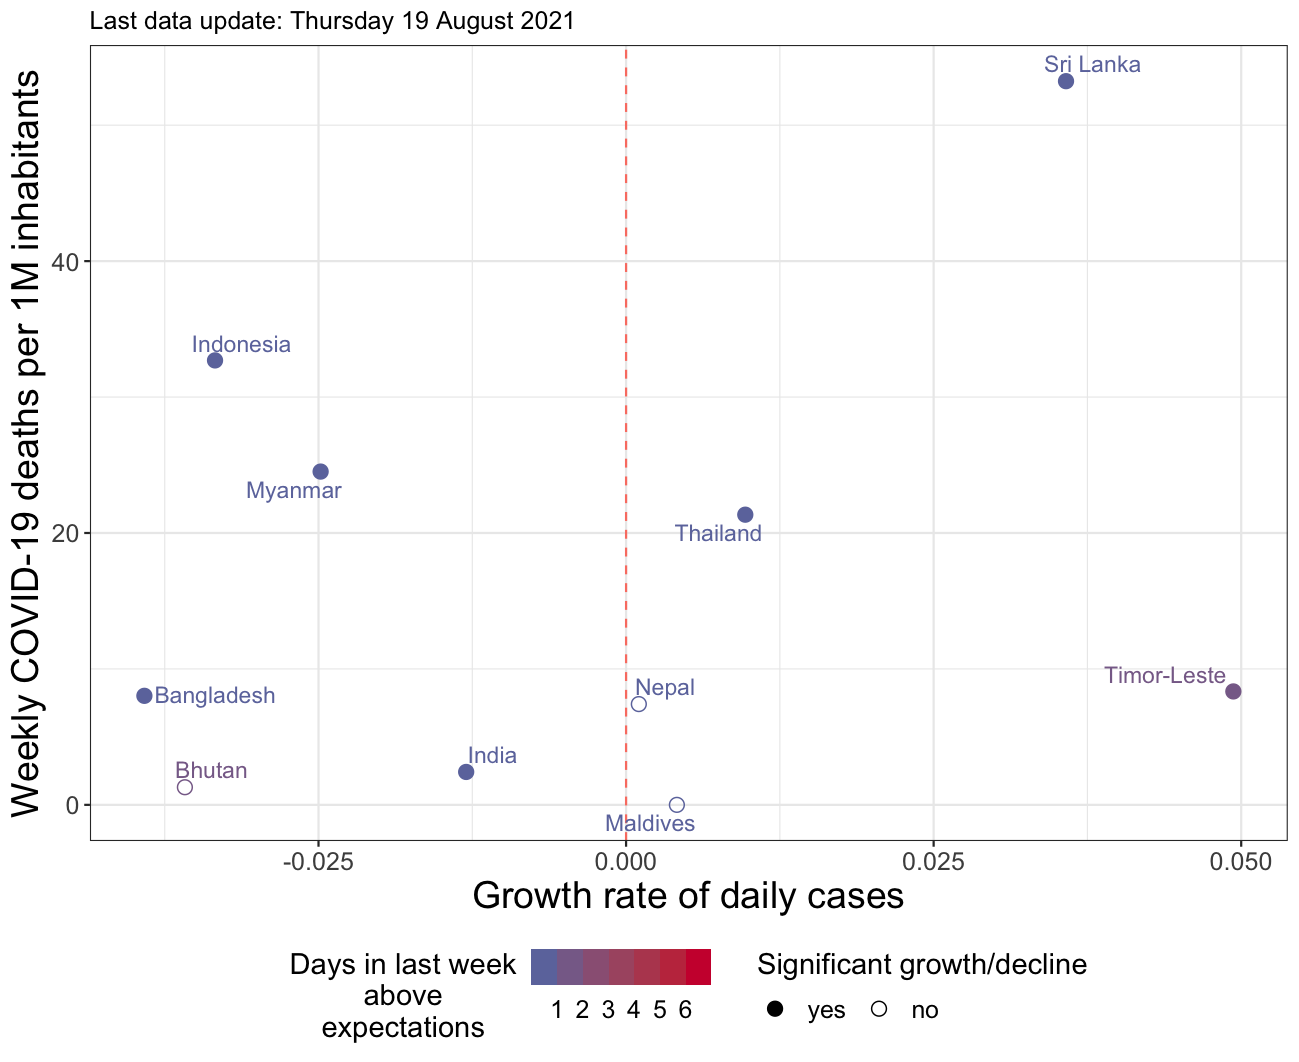 Last data update: Thursday 19 August 2021
Weekly COVID-19 deaths per 1M inhabitants
Sri Lanka
40
Indonesia
Myanmar
20
Thailand
Timor-Leste
Nepal
Bangladesh
India
Bhutan
0
Maldives
-0.025 0.000 0.025 0.050
Growth rate of daily cases
Days in last week
above
expectations
1 2 3 4 5 6
Significant growth/decline
yes no